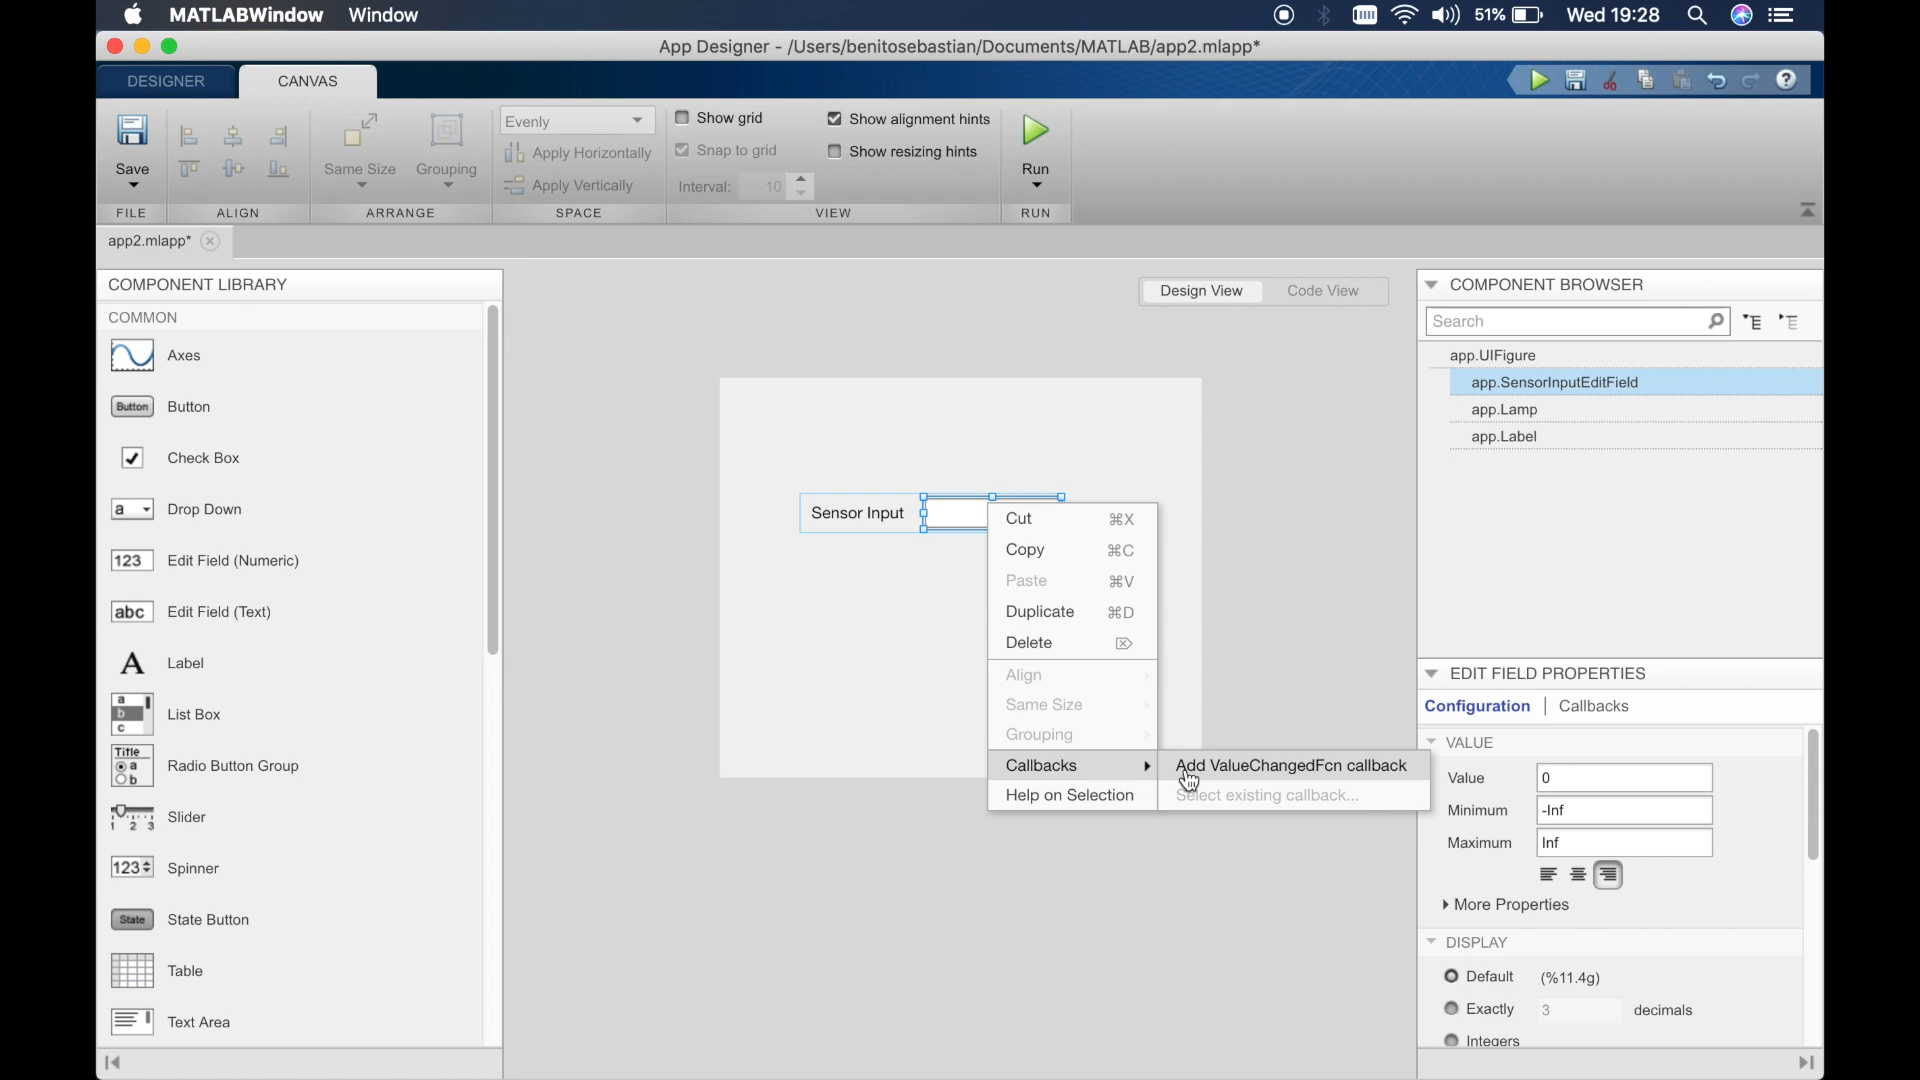 MATLABWindow Window 51% Wed 19:28
App Designer - /Users/benitosebastian/Documents/MATLAB/app2.mlapp*
DESIGNER CANVAS
Save
FILE
ALIGN
Same Size Grouping
ARRANGE
Evenly
Apply Horizontally
Apply Vertically
SPACE
Show grid Show alignment hints
Snap to grid Show resizing hints
Interval: 10
VIEW
Run
RUN
app2.mlapp*
COMPONENT LIBRARY
COMMON
Axes
Button Button
Check Box
a Drop Down
123 Edit Field (Numeric)
abc Edit Field (Text)
A Label
a
b
c
List Box
Title
a
b
Radio Button Group
1 2 3 Slider
123 Spinner
State State Button
Table
Text Area
Design View Code View
Sensor Input
Cut ⌘X
Copy ⌘C
Paste ⌘V
Duplicate ⌘D
Delete ⌦
Align
Same Size
Grouping
Callbacks
Help on Selection
Add ValueChangedFcn callback
Select existing callback...
COMPONENT BROWSER
Search
app.UIFigure
app.SensorInputEditField
app.Lamp
app.Label
EDIT FIELD PROPERTIES
Configuration | Callbacks
VALUE
Value 0
Minimum -Inf
Maximum Inf
More Properties
DISPLAY
Default (%11.4g)
Exactly 3 decimals
Integers